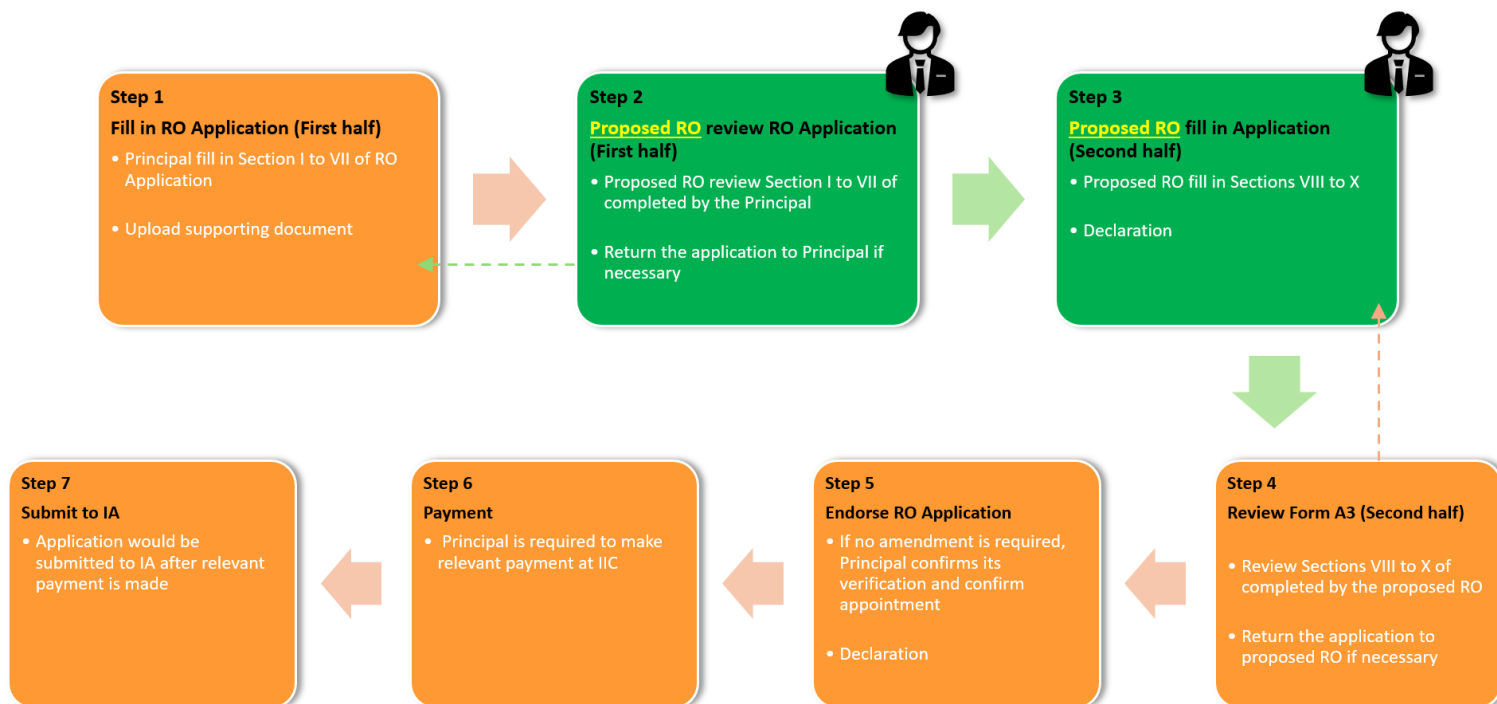 Step 1
Fill in RO Application (First half)
• Principal fill in Section I to VII of RO
Application
• Upload supporting document
Step 2
Proposed RO review RO Application
(First half)
• Proposed RO review Section I to VII of
completed by the Principal
• Return the application to Principal if
necessary
Step 3
Proposed RO fill in Application
(Second half)
• Proposed RO fill in Sections VIII to X
• Declaration
Step 4
Review Form A3 (Second half)
• Review Sections VIII to X of
completed by the proposed RO
• Return the application to
proposed RO if necessary
Step 5
Endorse RO Application
• If no amendment is required,
Principal confirms its
verification and confirm
appointment
• Declaration
Step 6
Payment
• Principal is required to make
relevant payment at IIC
Step 7
Submit to IA
• Application would be
submitted to IA after relevant
payment is made